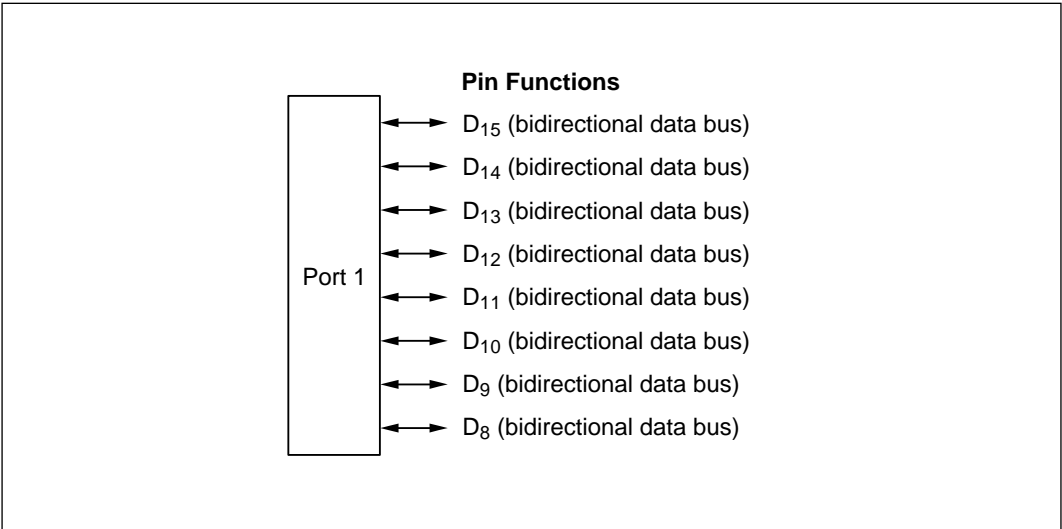 Pin Functions
D15 (bidirectional data bus)
D14 (bidirectional data bus)
D13 (bidirectional data bus)
D12 (bidirectional data bus)
Port 1
D11 (bidirectional data bus)
D10 (bidirectional data bus)
D9 (bidirectional data bus)
D8 (bidirectional data bus)